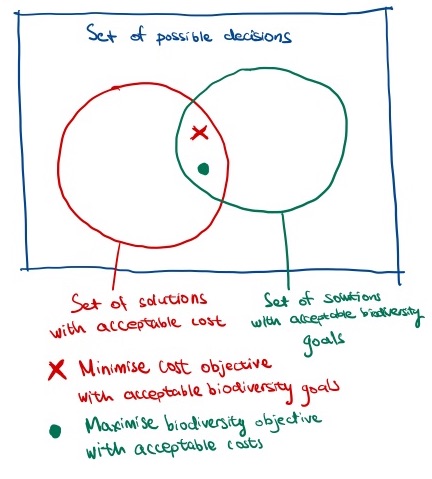 Set of possible decisions
Set of solutions
with acceptable cost
Set of solutions
with acceptable biodiversity
goals
Minimise cost objective
with acceptable biodiversity goals
Maximise biodiversity objective
with acceptable costs